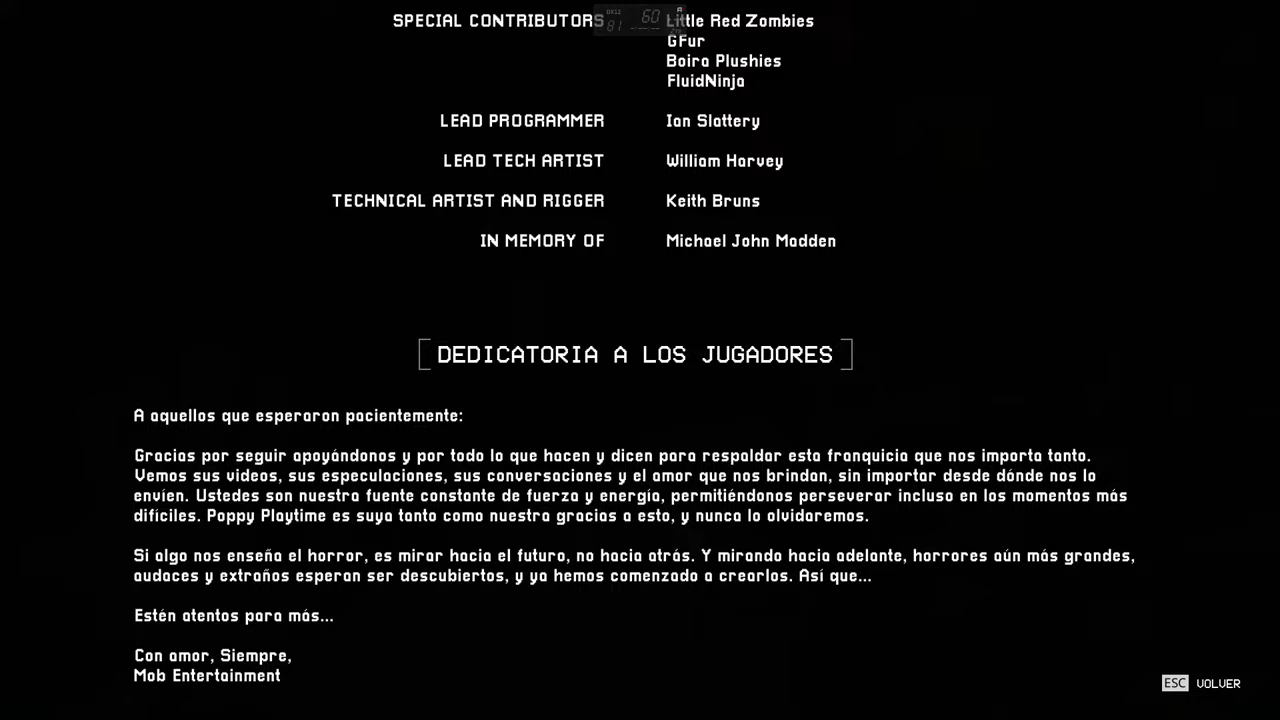 SPECIAL CONTRIBUTORS Little Red Zombies
GFur
Boira Plushies
FluidNinja
LEAD PROGRAMMER Ian Slattery
LEAD TECH ARTIST William Harvey
TECHNICAL ARTIST AND RIGGER Keith Bruns
IN MEMORY OF Michael John Madden
DEDICATORIA A LOS JUGADORES
A aquellos que esperaron pacientemente:
Gracias por seguir apoyándonos y por todo lo que hacen y dicen para respaldar esta franquicia que nos importa tanto.
Vemos sus videos, sus especulaciones, sus conversaciones y el amor que nos brindan, sin importar desde dónde nos lo
envíen. Ustedes son nuestra fuente constante de fuerza y energía, permitiéndonos perseverar incluso en los momentos más
difíciles. Poppy Playtime es suya tanto como nuestra gracias a esto, y nunca lo olvidaremos.
Si algo nos enseña el horror, es mirar hacia el futuro, no hacia atrás. Y mirando hacia adelante, horrores aún más grandes,
audaces y extraños esperan ser descubiertos, y ya hemos comenzado a crearlos. Así que...
Estén atentos para más...
Con amor, Siempre,
Mob Entertainment
ESC VOLVER